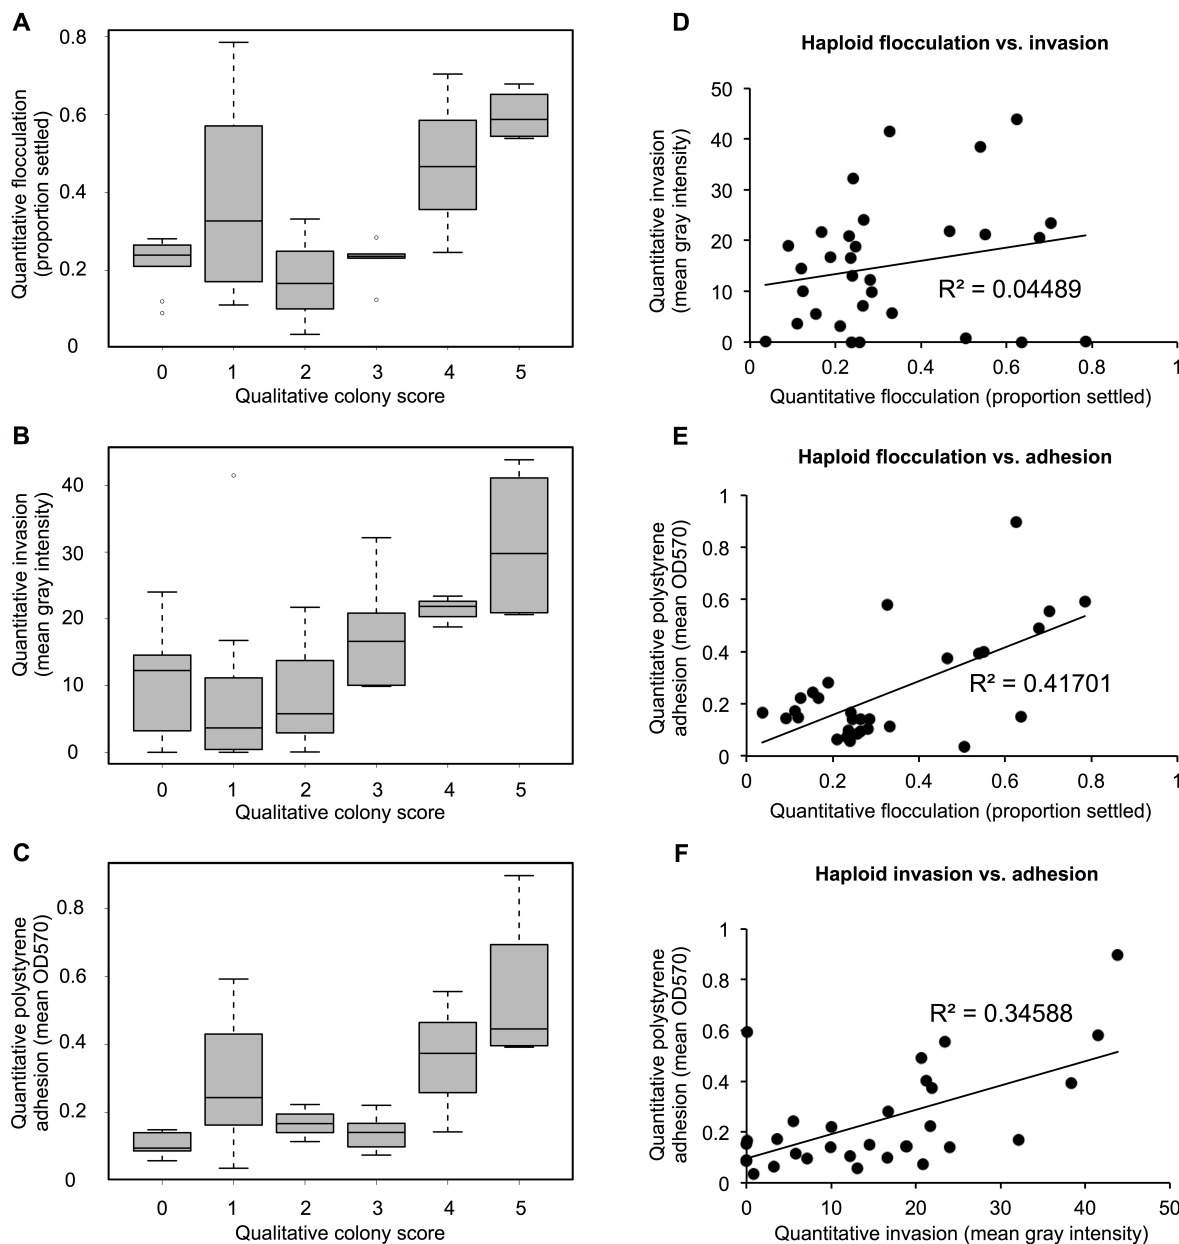 A
Quantitative flocculation
(proportion settled)
0.8
0.6
0.4
0.2
0
0 1 2 3 4 5
Qualitative colony score
B
Quantitative invasion
(mean gray intensity)
40
30
20
10
0
0 1 2 3 4 5
Qualitative colony score
C
Quantitative polystyrene
adhesion (mean OD570)
0.8
0.6
0.4
0.2
0
0 1 2 3 4 5
Qualitative colony score
D
Haploid flocculation vs. invasion
Quantitative invasion
(mean gray intensity)
50
40
30
20
10
0
R² = 0.04489
0 0.2 0.4 0.6 0.8 1
Quantitative flocculation (proportion settled)
E
Haploid flocculation vs. adhesion
Quantitative polystyrene
adhesion (mean OD570)
1
0.8
0.6
0.4
0.2
0
R² = 0.41701
0 0.2 0.4 0.6 0.8 1
Quantitative flocculation (proportion settled)
F
Haploid invasion vs. adhesion
Quantitative polystyrene
adhesion (mean OD570)
1
0.8
0.6
0.4
0.2
0
R² = 0.34588
0 10 20 30 40 50
Quantitative invasion (mean gray intensity)